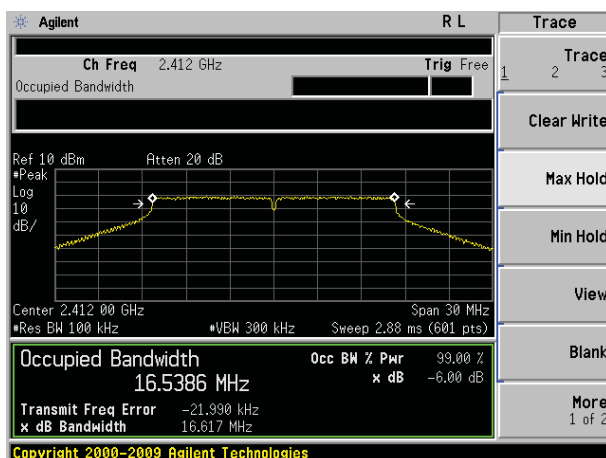 Agilent R L Trace
Ch Freq 2.412 GHz Trig Free
Occupied Bandwidth
Trace
1 2 3
Clear Write
Max Hold
Min Hold
View
Blank
More
1 of 2
Ref 10 dBm Atten 20 dB
#Peak
Log
10
dB/
Center 2.412 00 GHz Span 30 MHz
#Res BW 100 kHz #VBW 300 kHz Sweep 2.88 ms (601 pts)
Occupied Bandwidth Occ BW % Pwr 99.00 %
16.5386 MHz x dB -6.00 dB
Transmit Freq Error -21.990 kHz
x dB Bandwidth 16.617 MHz
Copyright 2000-2009 Agilent Technologies